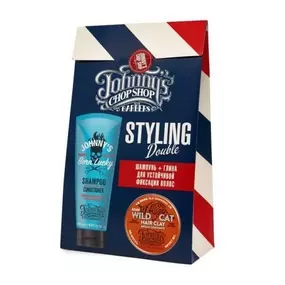 Johnny's
CHOP SHOP
STYLING
Double
ШАМПУНЬ + ГЛИНА
ДЛЯ УСТОЙЧИВОЙ
ФИКСАЦИИ ВОЛОС
JOHNNY'S
Born Lucky
SHAMPOO
CONDITIONER
WILD CAT
HAIR CLAY